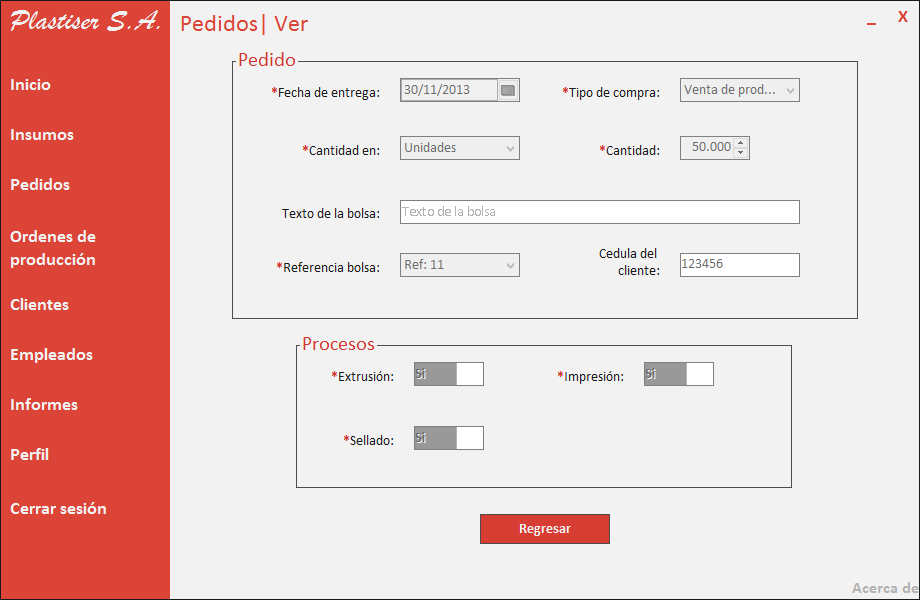 Plastiser S.A.
Pedidos| Ver
X
Inicio
Insumos
Pedidos
Ordenes de
producción
Clientes
Empleados
Informes
Perfil
Cerrar sesión
Pedido
*Fecha de entrega: 30/11/2013
*Tipo de compra: Venta de prod...
*Cantidad en: Unidades
*Cantidad: 50.000
Texto de la bolsa: Texto de la bolsa
*Referencia bolsa: Ref: 11
Cedula del
cliente: 123456
Procesos
*Extrusión: Si
*Impresión: Si
*Sellado: Si
Regresar
Acerca de